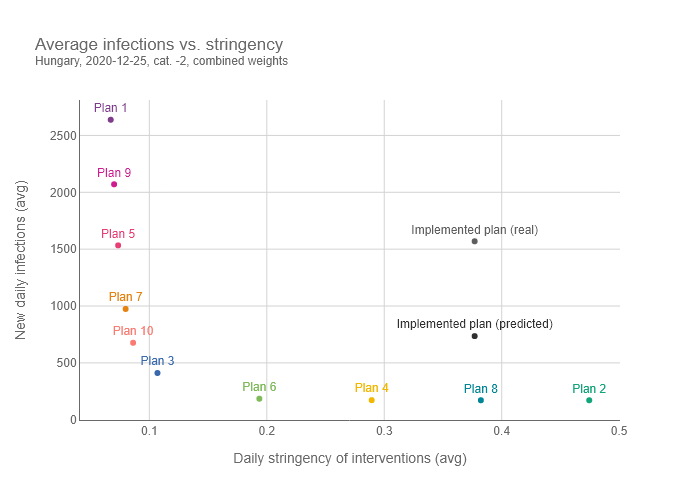 Average infections vs. stringency
Hungary, 2020-12-25, cat. -2, combined weights
Plan 1
2500
Plan 9
2000
Plan 5
Implemented plan (real)
1500
Plan 7
1000
Implemented plan (predicted)
Plan 10
Plan 3
500
Plan 6
Plan 4
Plan 8
Plan 2
0
0.1
0.2
0.3
0.4
0.5
New daily infections (avg)
Daily stringency of interventions (avg)